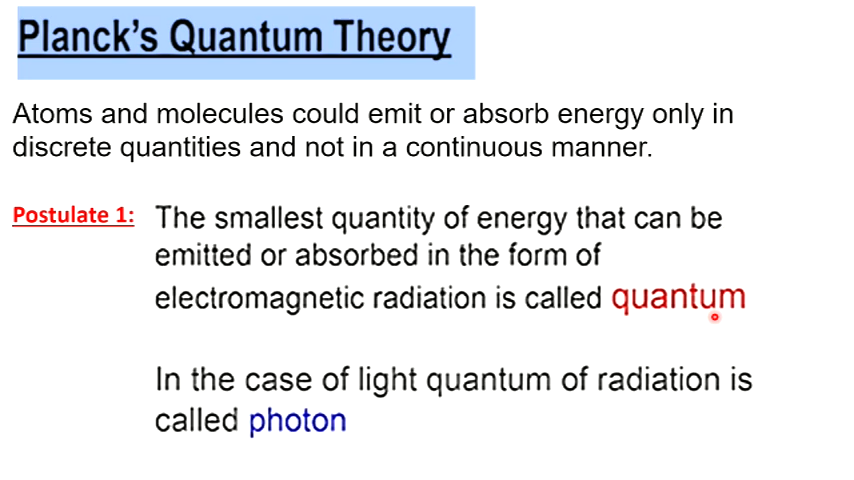 Planck's Quantum Theory
Atoms and molecules could emit or absorb energy only in
discrete quantities and not in a continuous manner.
Postulate 1: The smallest quantity of energy that can be
emitted or absorbed in the form of
electromagnetic radiation is called quantum
In the case of light quantum of radiation is
called photon